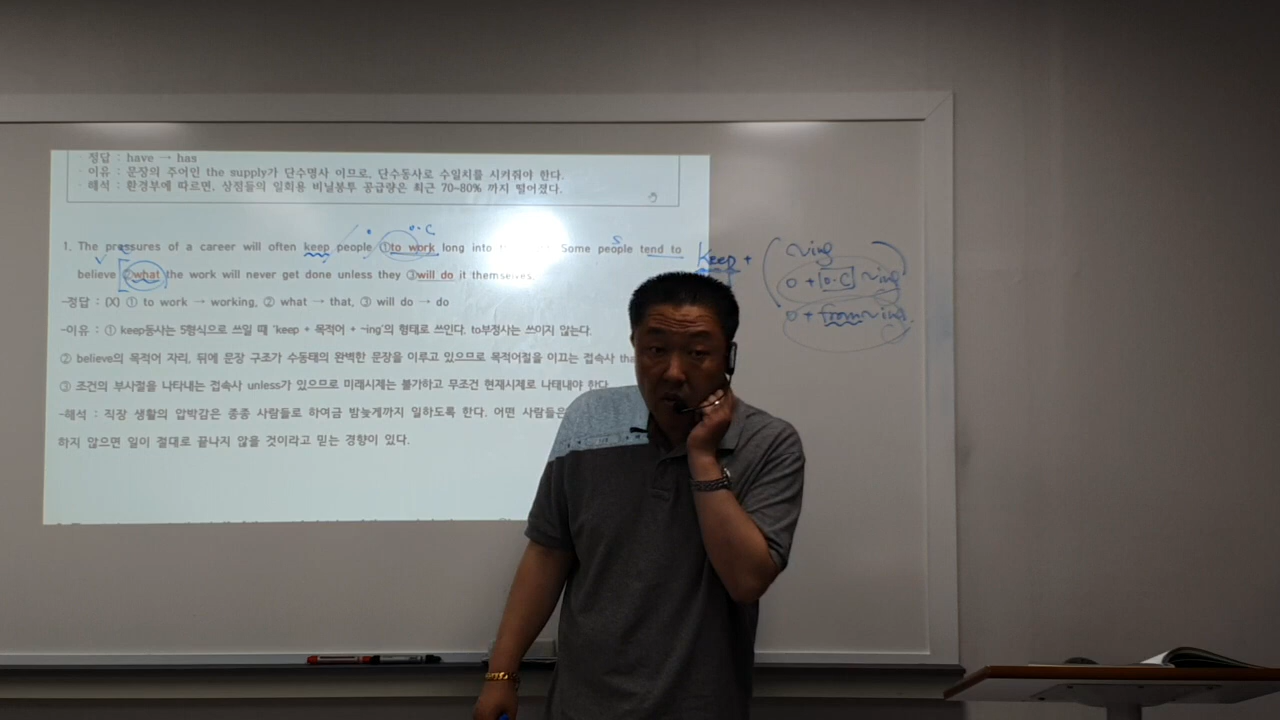 정답 : have → has
· 이유 : 문장의 주어인 the supply가 단수명사 이므로, 단수동사로 수일치를 시켜줘야 한다.
· 해석 : 환경부에 따르면, 상점들의 일회용 비닐봉투 공급량은 최근 70~80% 까지 떨어졌다.
o o·C
1. The pressures of a career will often keep people ①to work long into Some people tend to
S
believe ②what the work will never get done unless they ③will do it themselves.
-정답 : (X) ① to work → working, ② what → that, ③ will do → do
-이유 : ① keep동사는 5형식으로 쓰일 때 'keep + 목적어 + ~ing'의 형태로 쓰인다. to부정사는 쓰이지 않는다.
② believe의 목적어 자리, 뒤에 문장 구조가 수동태의 완벽한 문장을 이루고 있으므로 목적어절을 이끄는 접속사 tha
③ 조건의 부사절을 나타내는 접속사 unless가 있으므로 미래시제는 불가하고 무조건 현재시제로 나태내야 한다.
-해석 : 직장 생활의 압박감은 종종 사람들로 하여금 밤늦게까지 일하도록 한다. 어떤 사람들은
하지 않으면 일이 절대로 끝나지 않을 것이라고 믿는 경향이 있다.
keep + ( ~ing
o + o·C ~ing )
o + from ~ing.